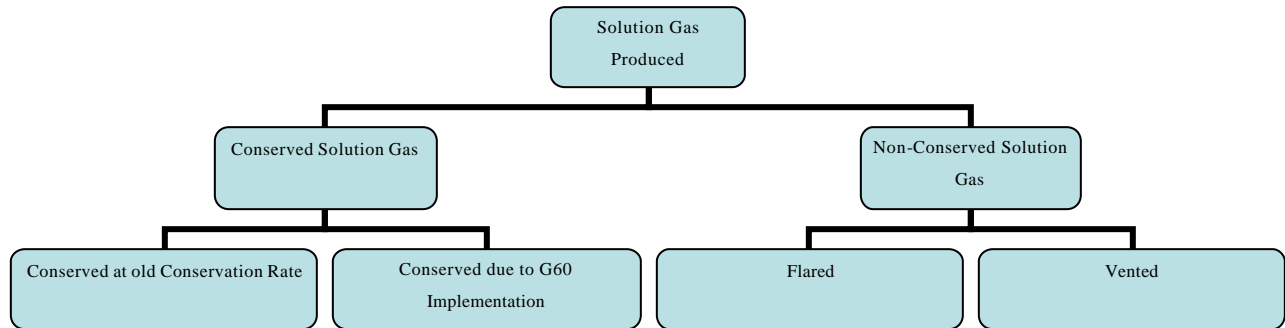 Solution Gas
Produced
Conserved Solution Gas
Non-Conserved Solution
Gas
Conserved at old Conservation Rate
Conserved due to G60
Implementation
Flared
Vented